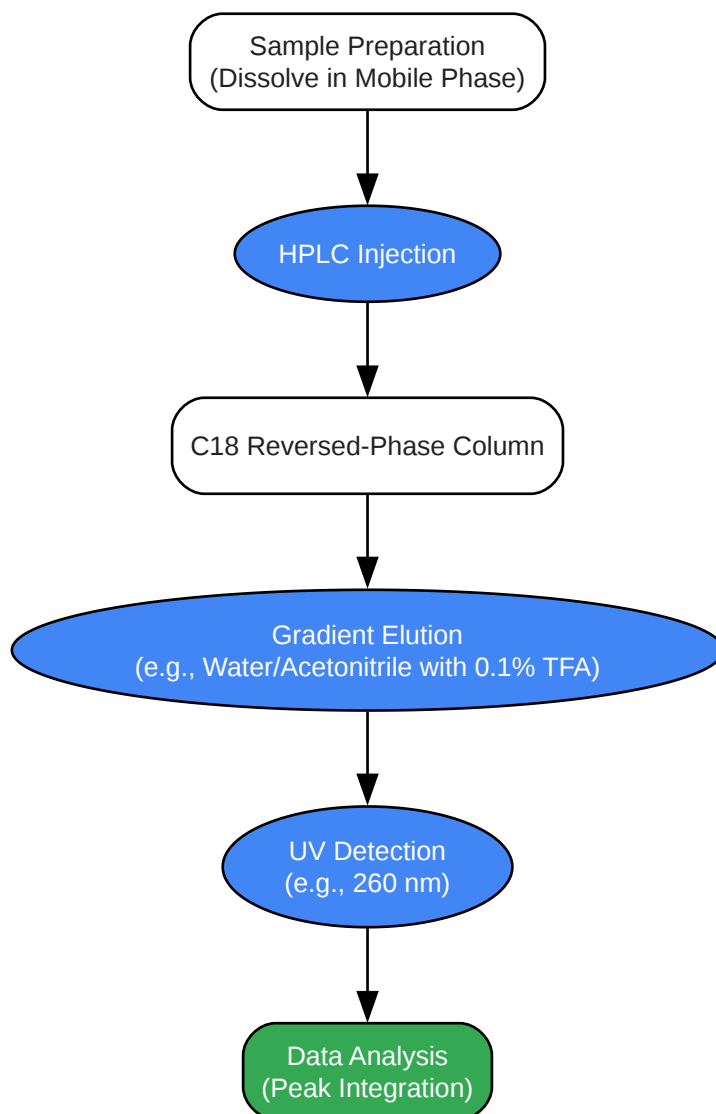 Sample Preparation
(Dissolve in Mobile Phase)
HPLC Injection
C18 Reversed-Phase Column
Gradient Elution
(e.g., Water/Acetonitrile with 0.1% TFA)
UV Detection
(e.g., 260 nm)
Data Analysis
(Peak Integration)